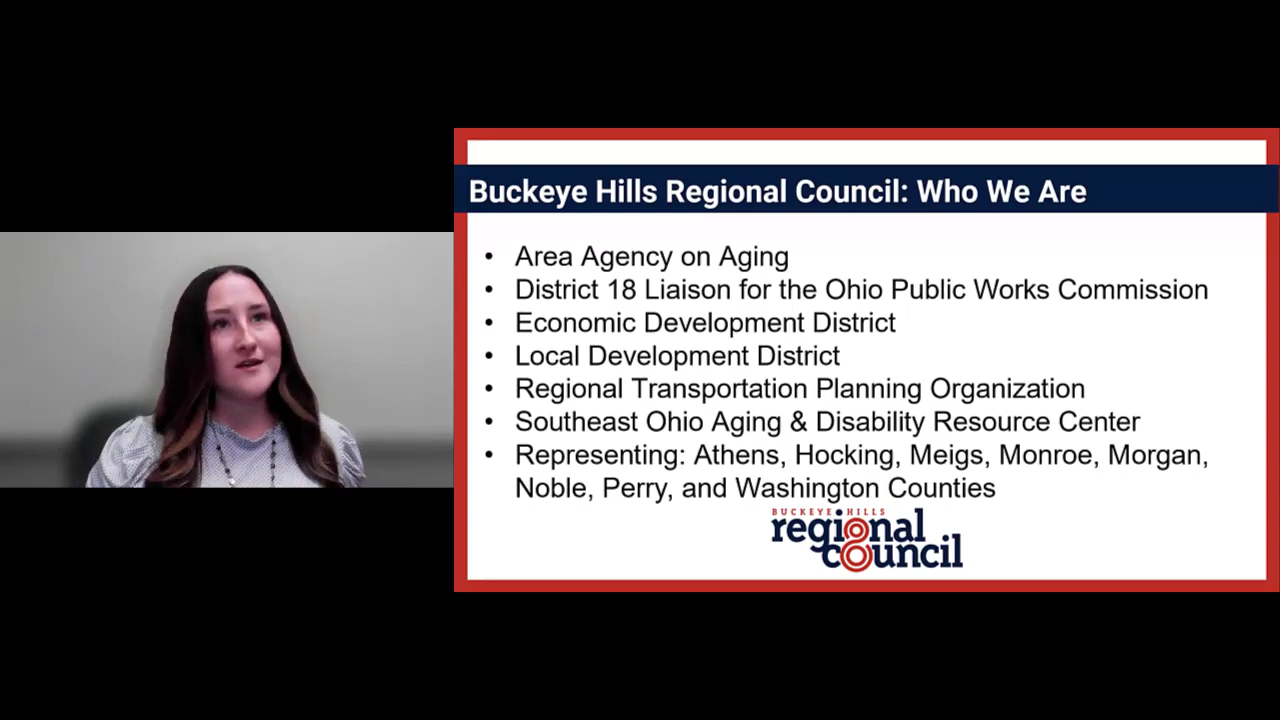 Buckeye Hills Regional Council: Who We Are
• Area Agency on Aging
• District 18 Liaison for the Ohio Public Works Commission
• Economic Development District
• Local Development District
• Regional Transportation Planning Organization
• Southeast Ohio Aging & Disability Resource Center
• Representing: Athens, Hocking, Meigs, Monroe, Morgan,
Noble, Perry, and Washington Counties
BUCKEYE HILLS
regional
council